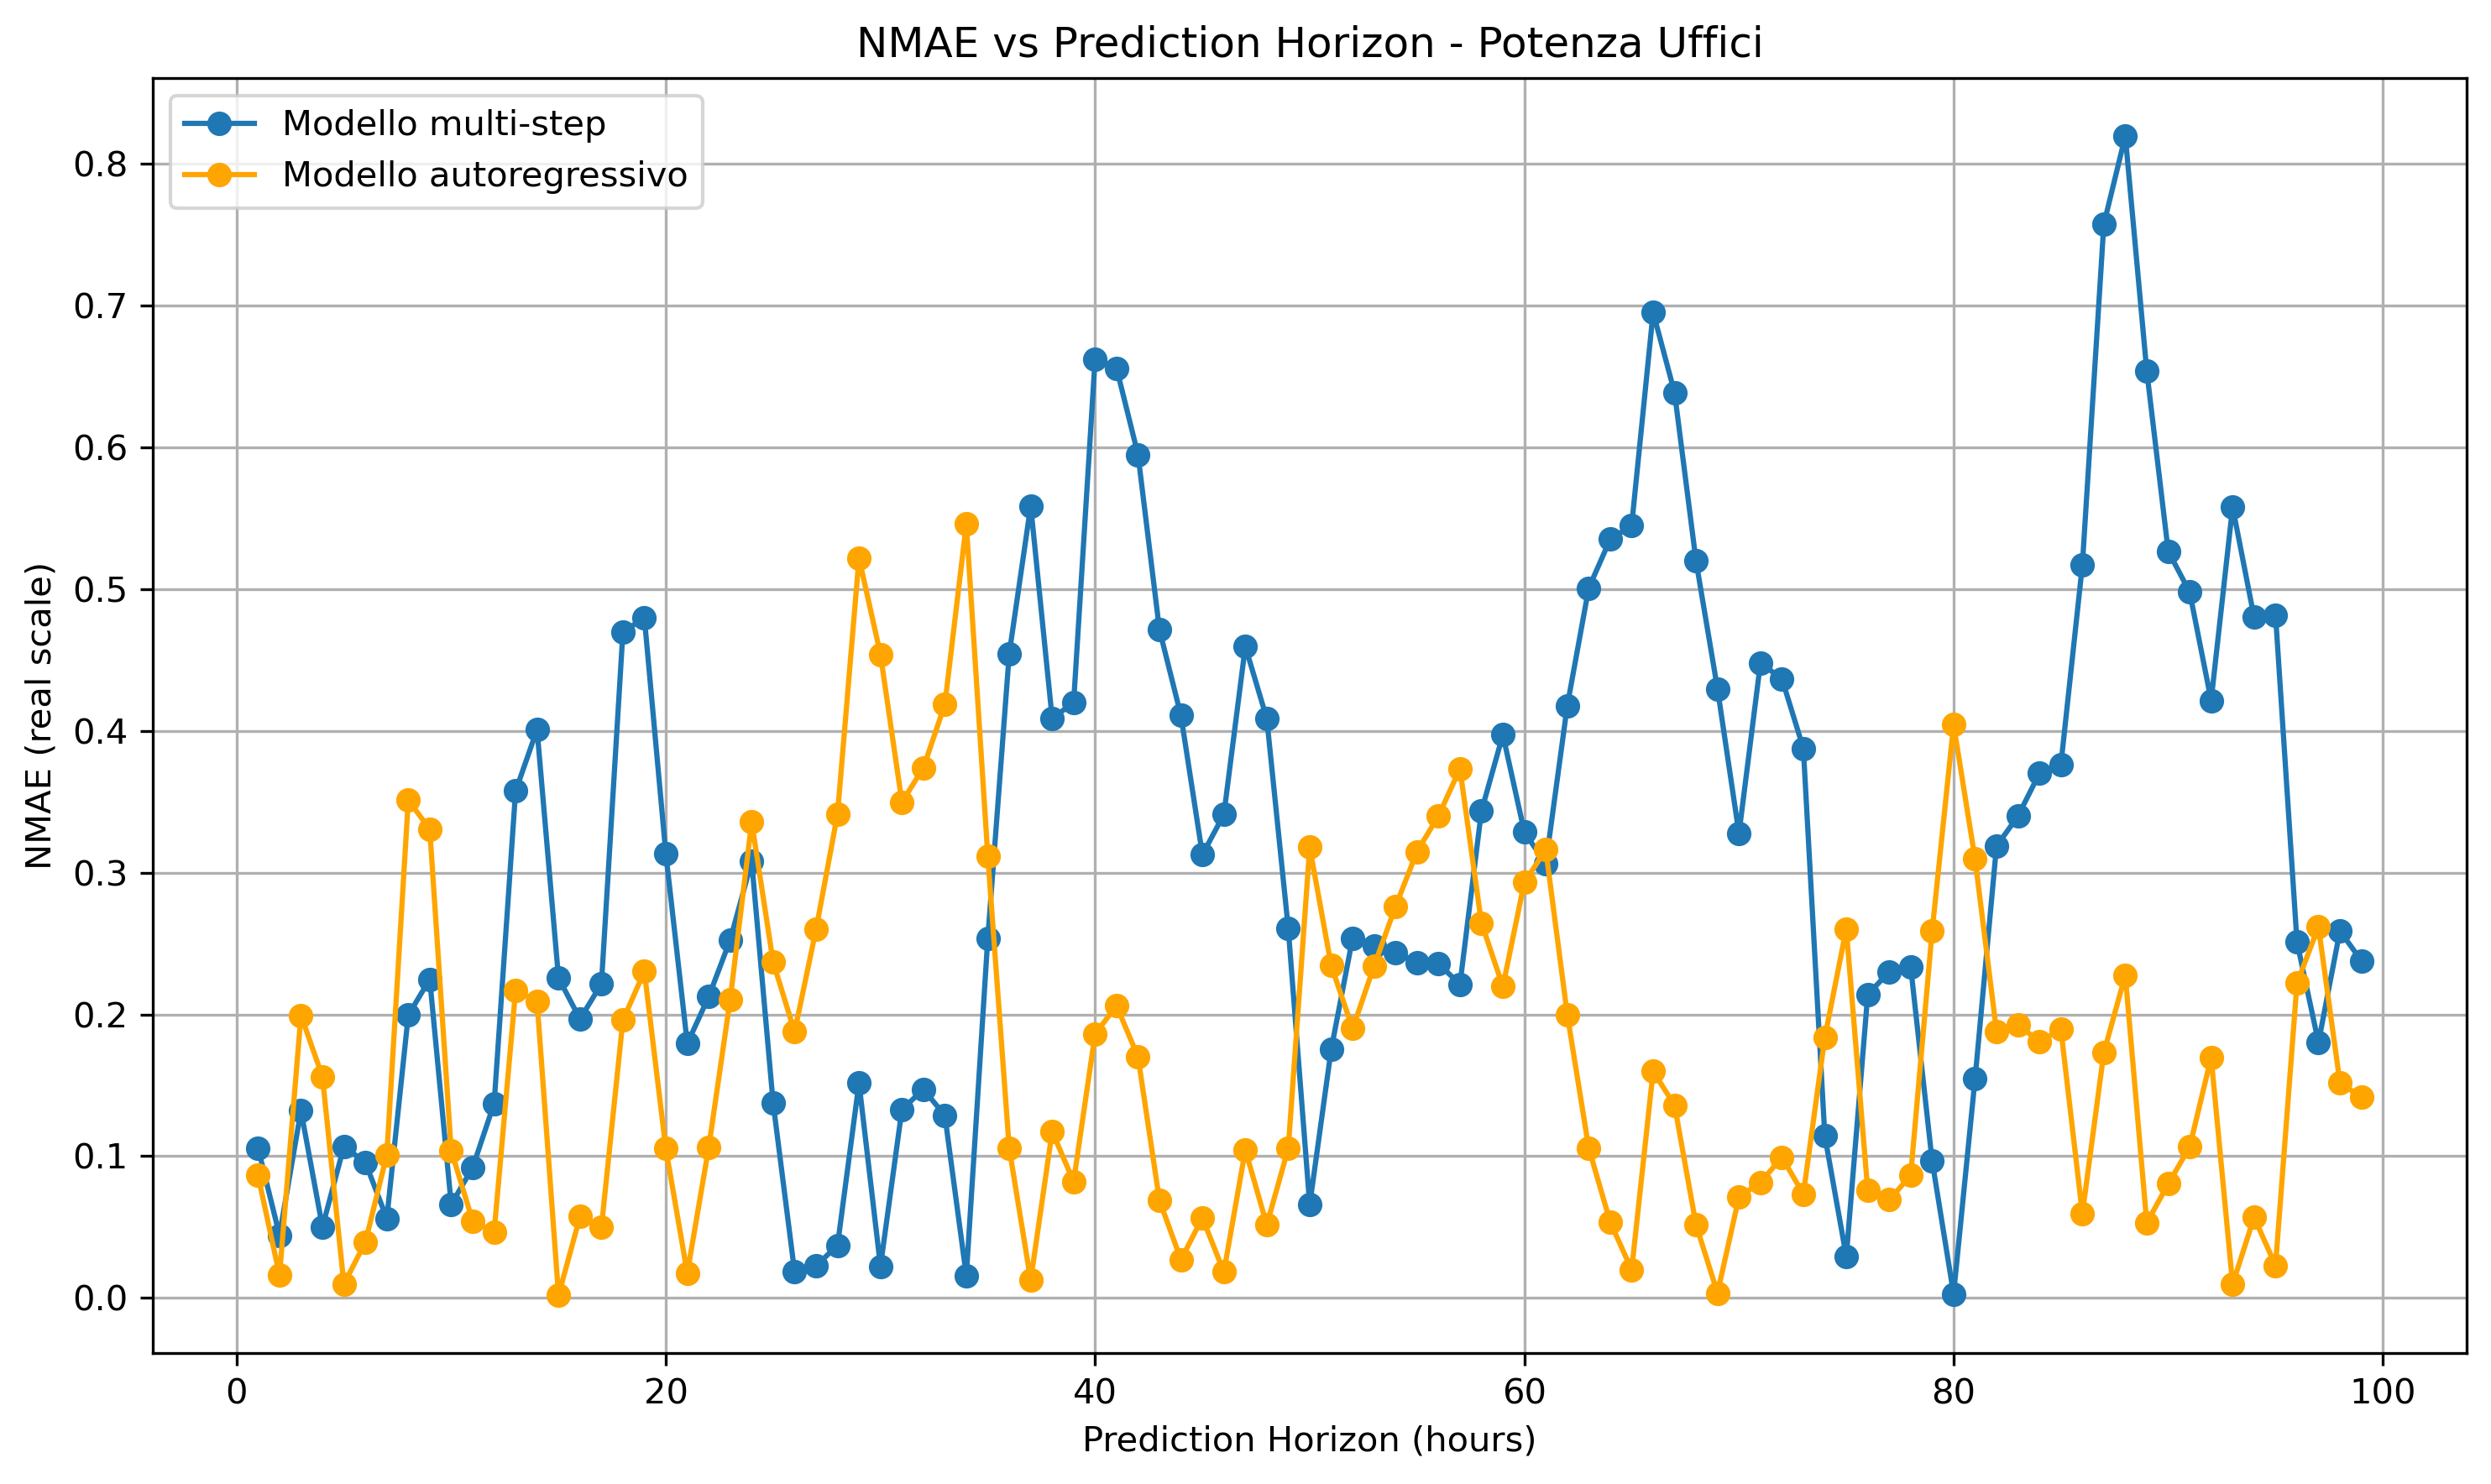 NMAE vs Prediction Horizon - Potenza Uffici
Modello multi-step
Modello autoregressivo
NMAE (real scale)
0.8
0.7
0.6
0.5
0.4
0.3
0.2
0.1
0.0
0 20 40 60 80 100
Prediction Horizon (hours)